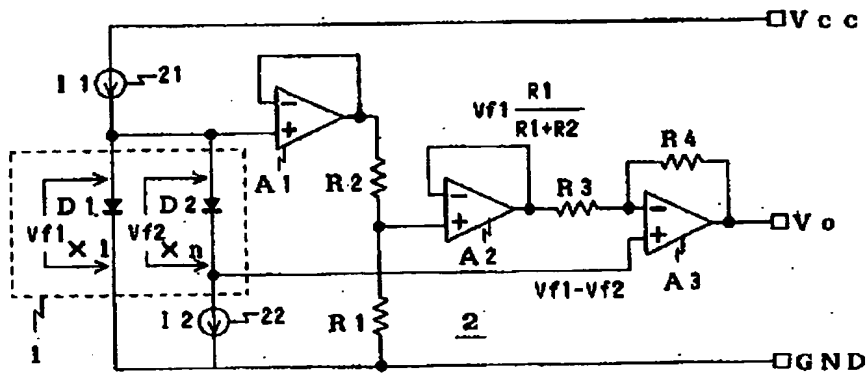 Vcc
I1
21
Vf1 R1/(R1+R2)
R4
A1
R2
R3
D1
D2
Vf1
×1
Vf2
×n
A2
Vo
A3
Vf1-Vf2
I2
22
R1
2
1
GND